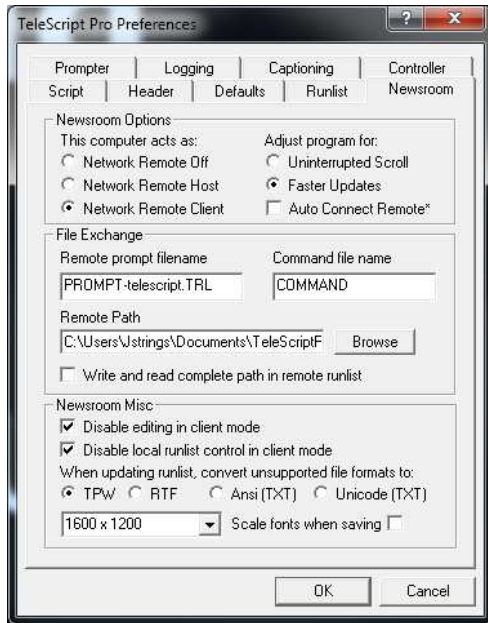 TeleScript Pro Preferences
Prompter Logging Captioning Controller
Script Header Defaults Runlist Newsroom
Newsroom Options
This computer acts as: Adjust program for:
Network Remote Off Uninterrupted Scroll
Network Remote Host Faster Updates
Network Remote Client Auto Connect Remote*
File Exchange
Remote prompt filename Command file name
PROMPT-telescript.TRL COMMAND
Remote Path
C:\Users\Jstrings\Documents\TeleScriptF Browse
Write and read complete path in remote runlist
Newsroom Misc
Disable editing in client mode
Disable local runlist control in client mode
When updating runlist, convert unsupported file formats to:
TPW RTF Ansi (TXT) Unicode (TXT)
1600 x 1200 Scale fonts when saving
OK Cancel